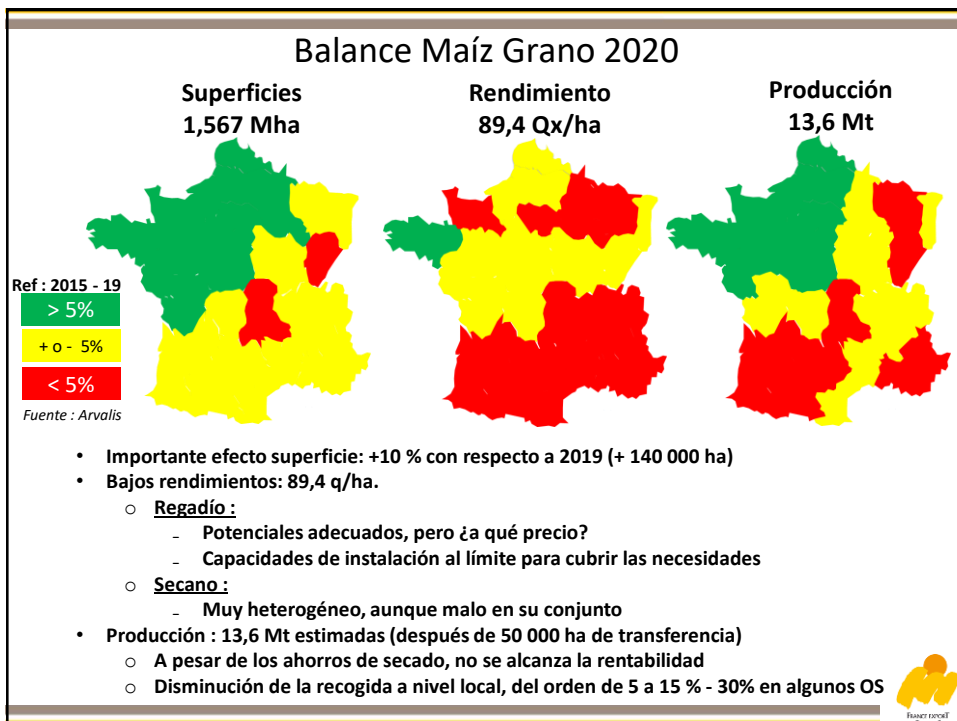 Balance Maíz Grano 2020
Superficies
1,567 Mha
Rendimiento
89,4 Qx/ha
Producción
13,6 Mt
Ref : 2015 - 19
> 5%
+ o - 5%
< 5%
Fuente : Arvalis
• Importante efecto superficie: +10 % con respecto a 2019 (+ 140 000 ha)
• Bajos rendimientos: 89,4 q/ha.
o Regadío :
- Potenciales adecuados, pero ¿a qué precio?
- Capacidades de instalación al límite para cubrir las necesidades
o Secano :
- Muy heterogéneo, aunque malo en su conjunto
• Producción : 13,6 Mt estimadas (después de 50 000 ha de transferencia)
o A pesar de los ahorros de secado, no se alcanza la rentabilidad
o Disminución de la recogida a nivel local, del orden de 5 a 15 % - 30% en algunos OS
FRANCE EXPORT